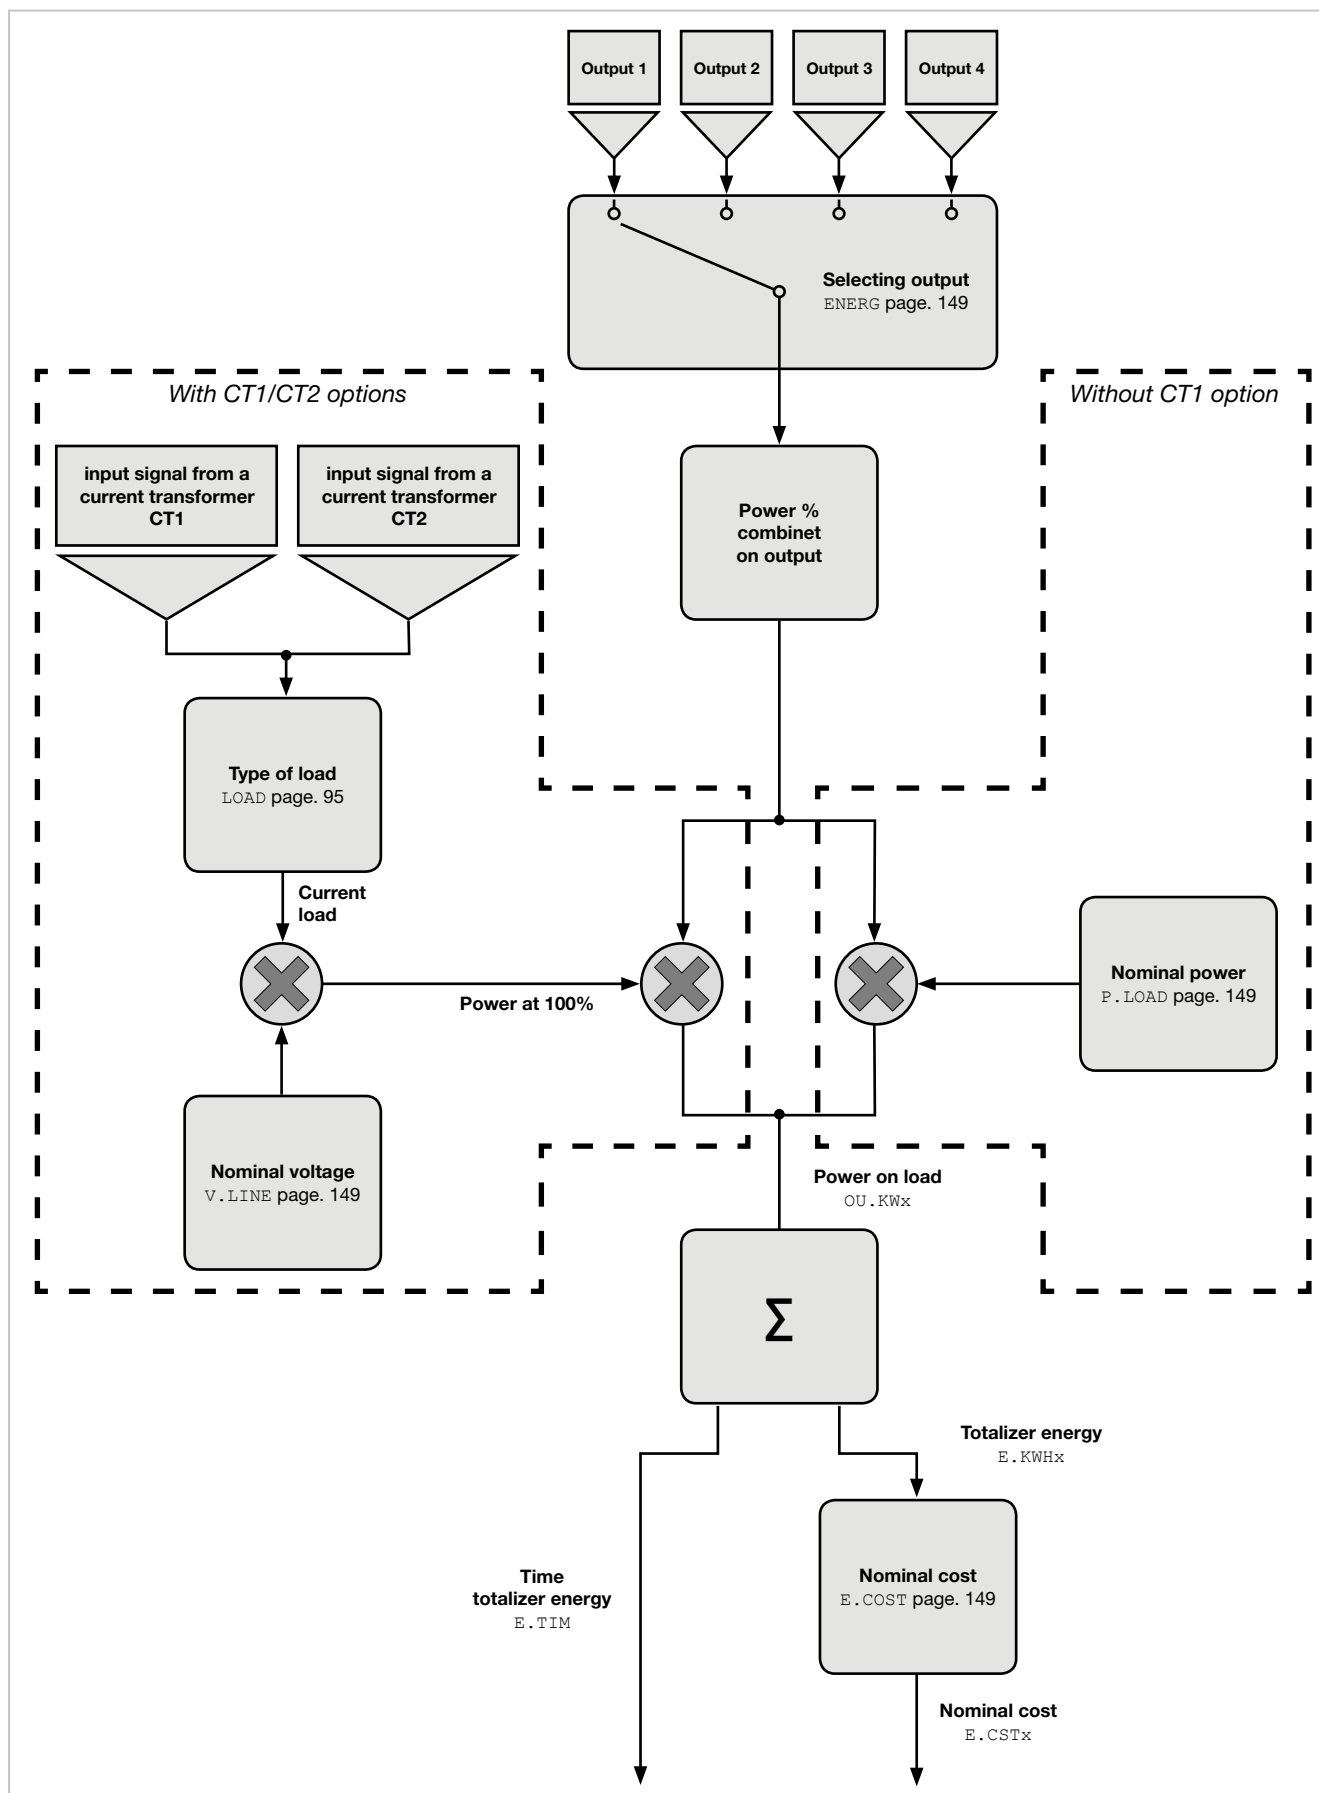 Output 1
Output 2
Output 3
Output 4
Selecting output
ENERG page. 149
With CT1/CT2 options
Without CT1 option
input signal from a
current transformer
CT1
input signal from a
current transformer
CT2
Power %
combinet
on output
Type of load
LOAD page. 95
Current
load
Power at 100%
Nominal power
P.LOAD page. 149
Nominal voltage
V.LINE page. 149
Power on load
OU.KWx
Σ
Totalizer energy
E.KWHx
Time
totalizer energy
E.TIM
Nominal cost
E.COST page. 149
Nominal cost
E.CSTx